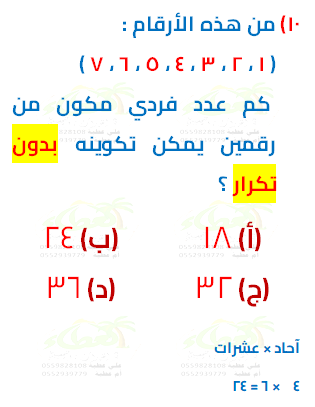 ١٠) من هذه الأرقام :
( ١ ، ٢ ، ٣ ، ٤ ، ٥ ، ٦ ، ٧ )
كم عدد فردي مكون من
رقمين يمكن تكوينه بدون
تكرار ؟
(أ) ١٨ (ب) ٢٤
(ج) ٣٢ (د) ٣٦
آحاد × عشرات
٤ × ٦ = ٢٤